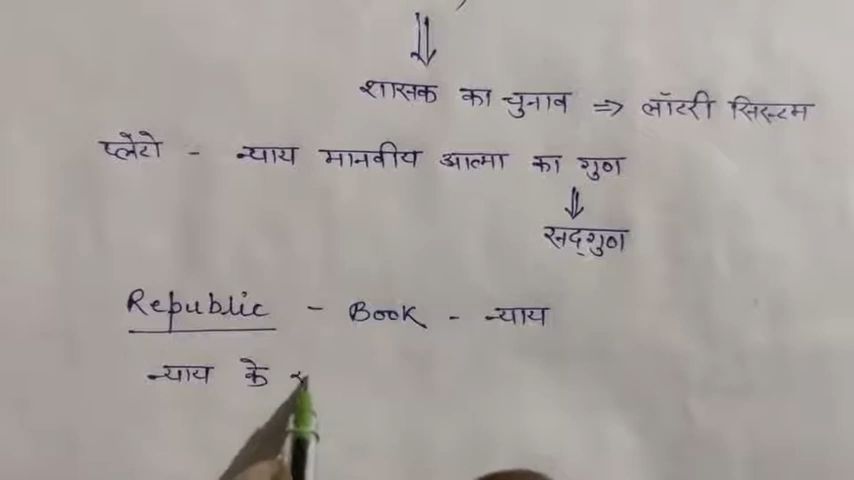 ⇓
शासक का चुनाव ⇒ लॉटरी सिस्टम
प्लेटो - न्याय मानवीय आत्मा का गुण
⇓
सद्गुण
Republic - Book - न्याय
न्याय के